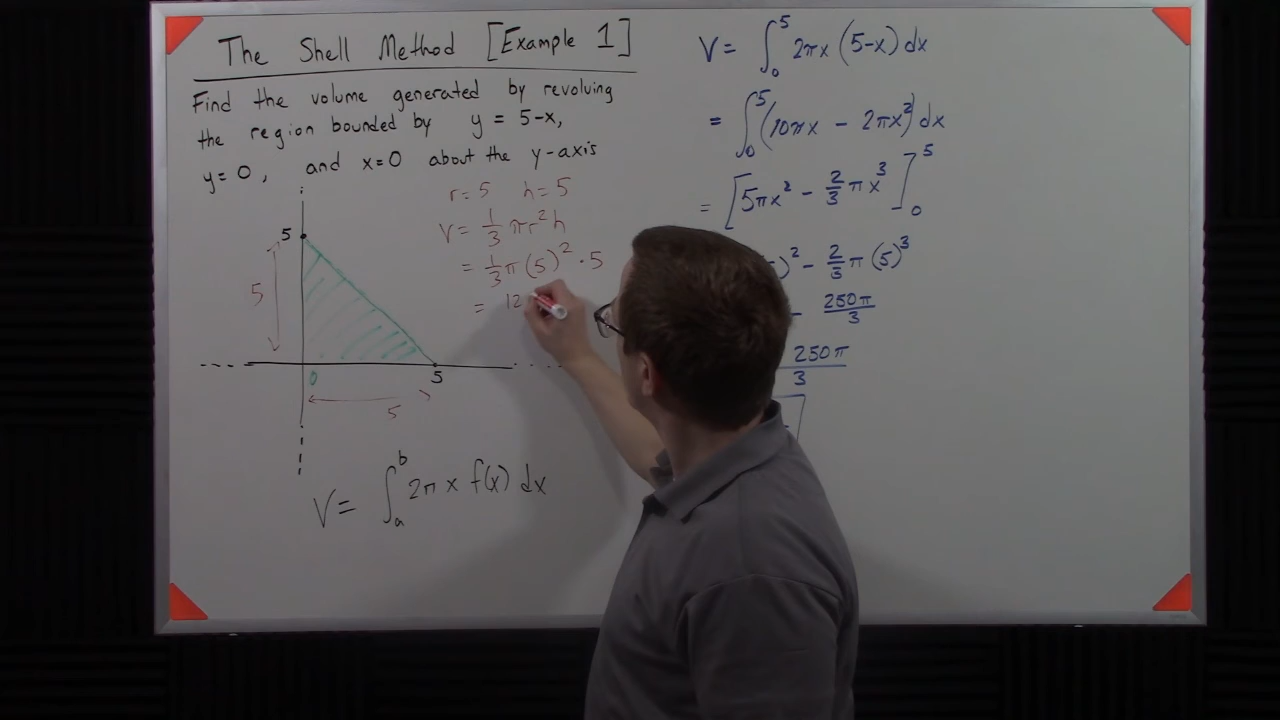 The Shell Method [Example 1]
Find the volume generated by revolving
the region bounded by y = 5-x,
y=0, and x=0 about the y-axis
r=5 h=5
V = 1/3 πr²h
= 1/3 π(5)² · 5
= 12
5
5
0
5
5
V = ∫_a^b 2π x f(x) dx
V = ∫_0^5 2πx (5-x) dx
= ∫_0^5 (10πx - 2πx²) dx
= [5πx² - 2/3 πx³]_0^5
)² - 2/3 π (5)³
- 250π/3
250π
3